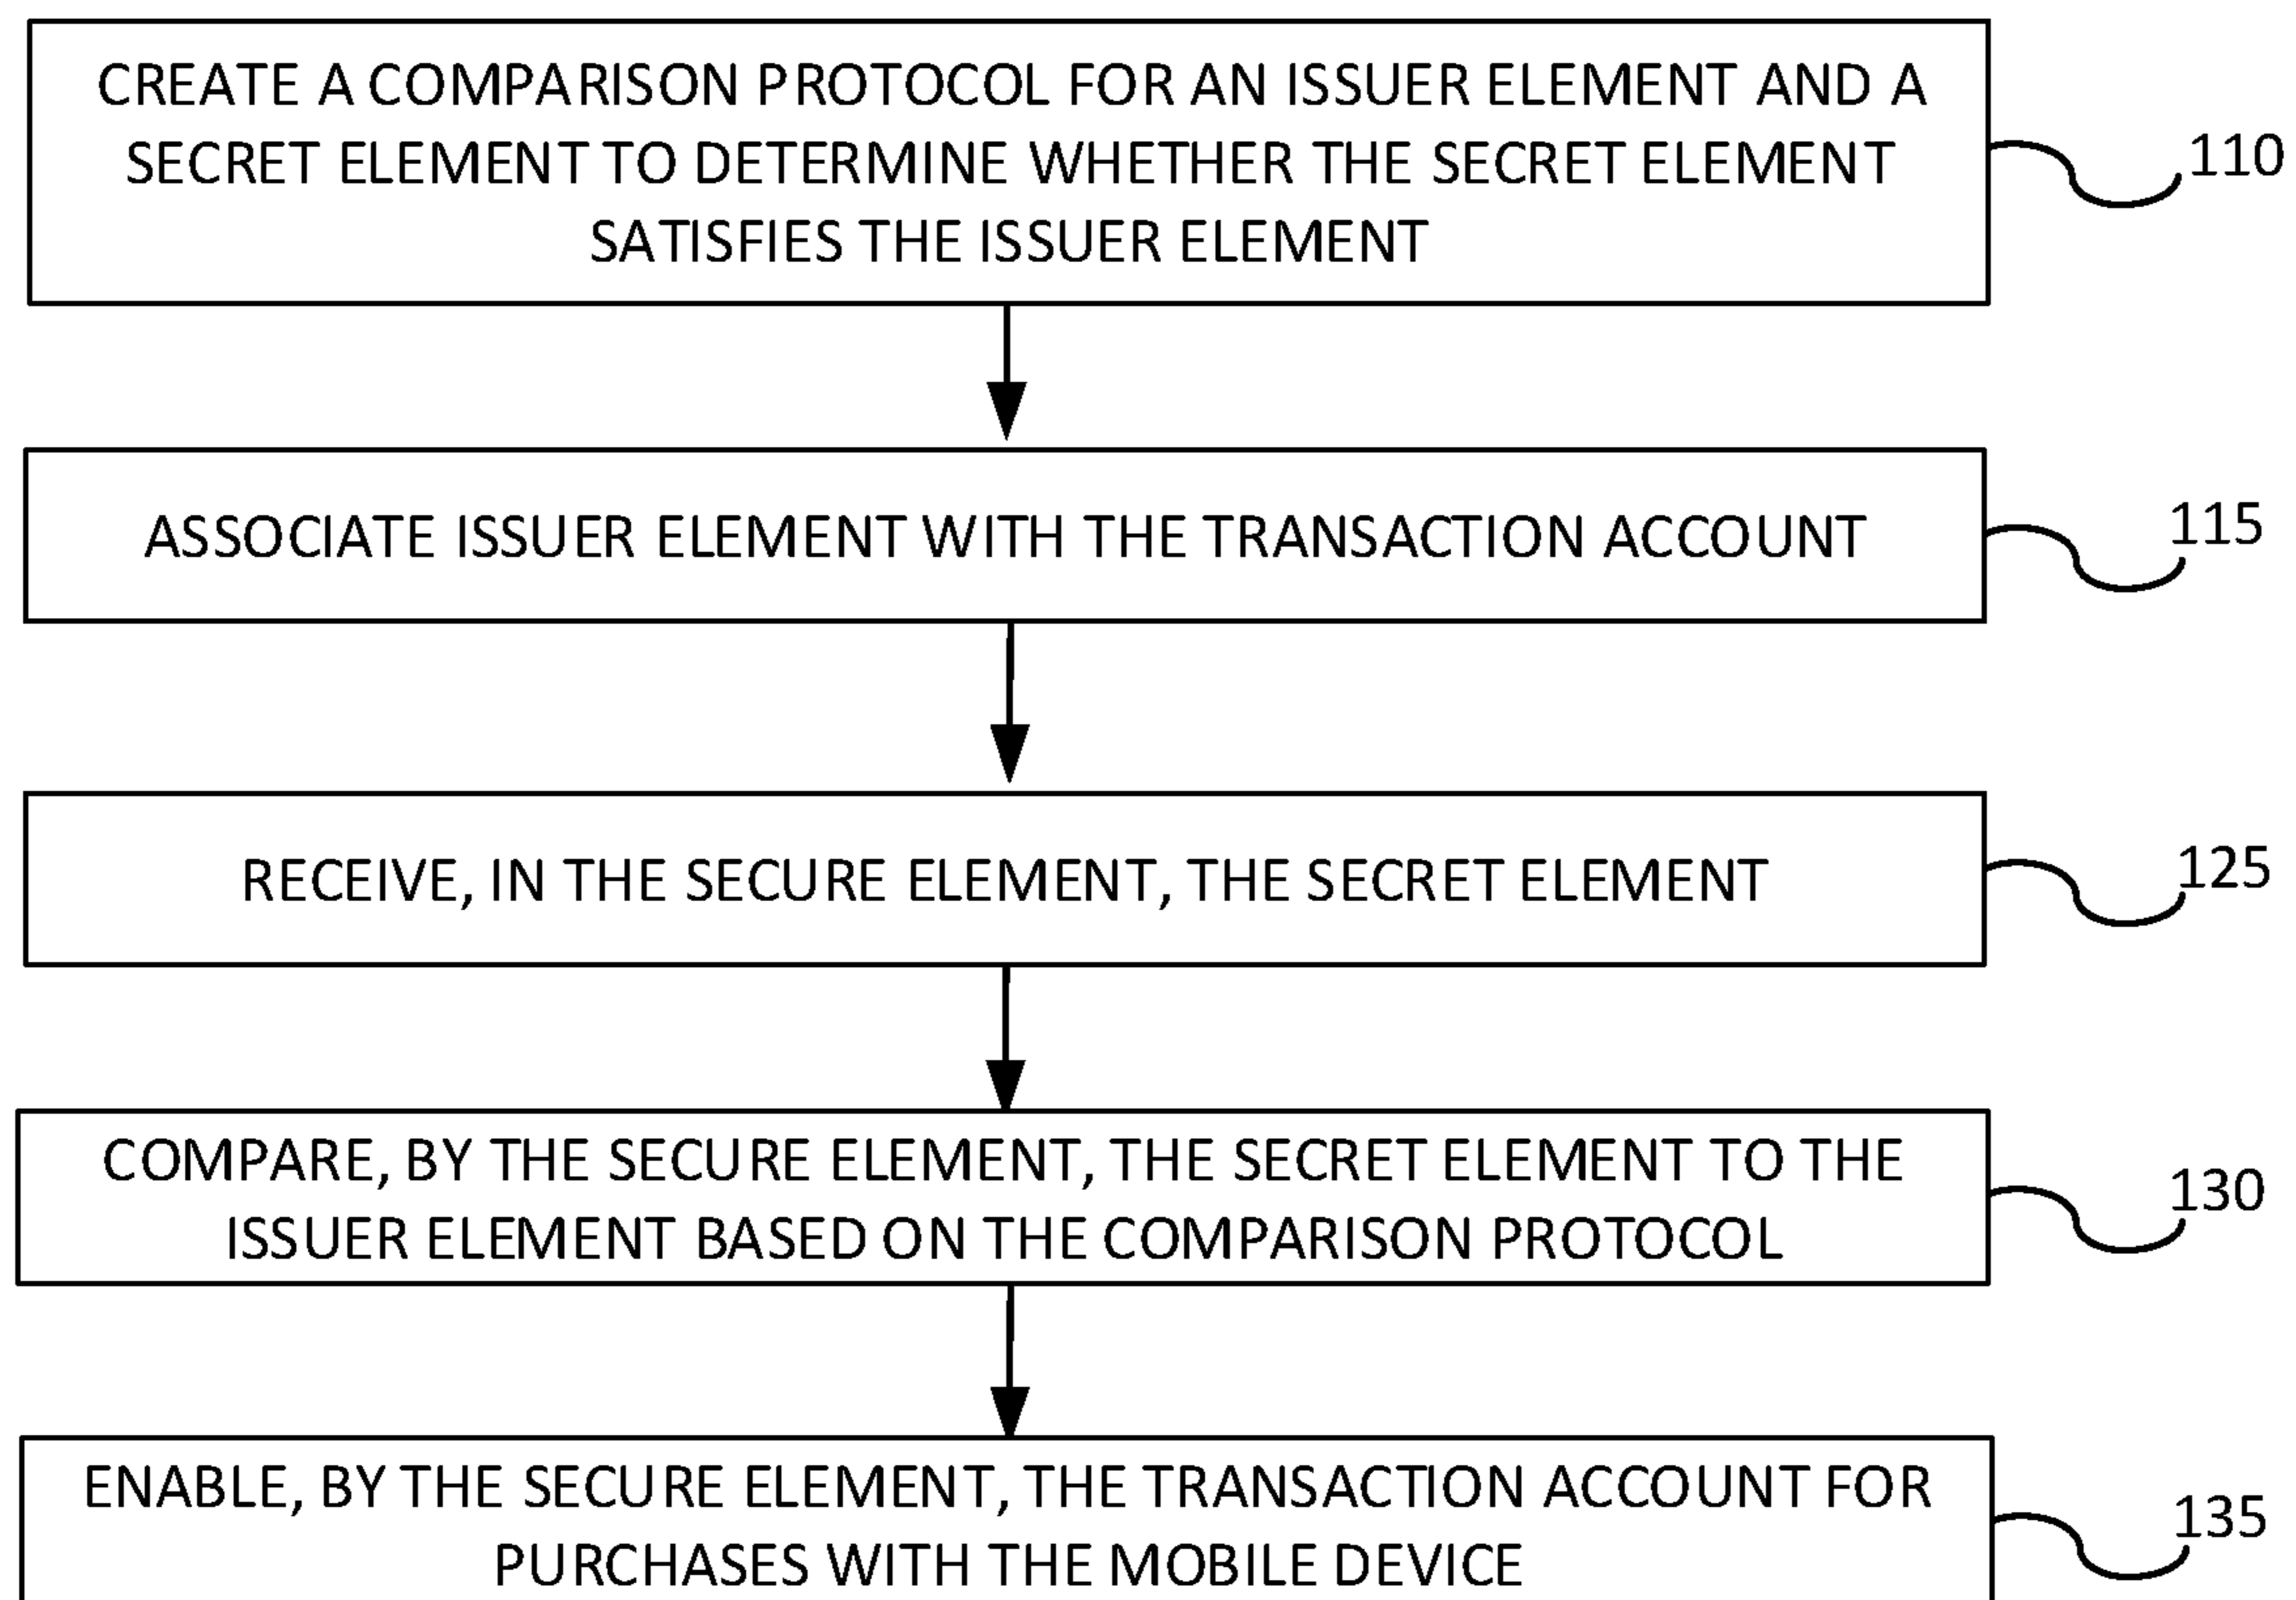 CREATE A COMPARISON PROTOCOL FOR AN ISSUER ELEMENT AND A
SECRET ELEMENT TO DETERMINE WHETHER THE SECRET ELEMENT
SATISFIES THE ISSUER ELEMENT
110
ASSOCIATE ISSUER ELEMENT WITH THE TRANSACTION ACCOUNT
115
RECEIVE, IN THE SECURE ELEMENT, THE SECRET ELEMENT
125
COMPARE, BY THE SECURE ELEMENT, THE SECRET ELEMENT TO THE
ISSUER ELEMENT BASED ON THE COMPARISON PROTOCOL
130
ENABLE, BY THE SECURE ELEMENT, THE TRANSACTION ACCOUNT FOR
PURCHASES WITH THE MOBILE DEVICE
135